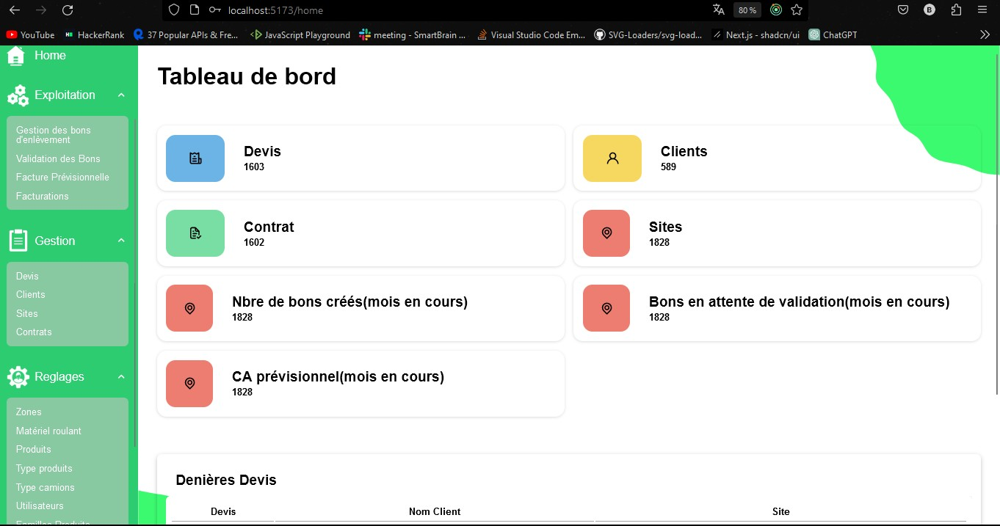 localhost:5173/home
80 %
B
YouTube
HackerRank
37 Popular APIs & Fre...
JavaScript Playground
meeting - SmartBrain ...
Visual Studio Code Em...
SVG-Loaders/svg-load...
Next.js - shadcn/ui
ChatGPT
Home
Exploitation
Gestion des bons
d'enlèvement
Validation des Bons
Facture Prévisionnelle
Facturations
Gestion
Devis
Clients
Sites
Contrats
Reglages
Zones
Matériel roulant
Produits
Type produits
Type camions
Utilisateurs
Familles Produits
Tableau de bord
Devis
1603
Clients
589
Contrat
1602
Sites
1828
Nbre de bons créés(mois en cours)
1828
Bons en attente de validation(mois en cours)
1828
CA prévisionnel(mois en cours)
1828
Denières Devis
Devis Nom Client Site